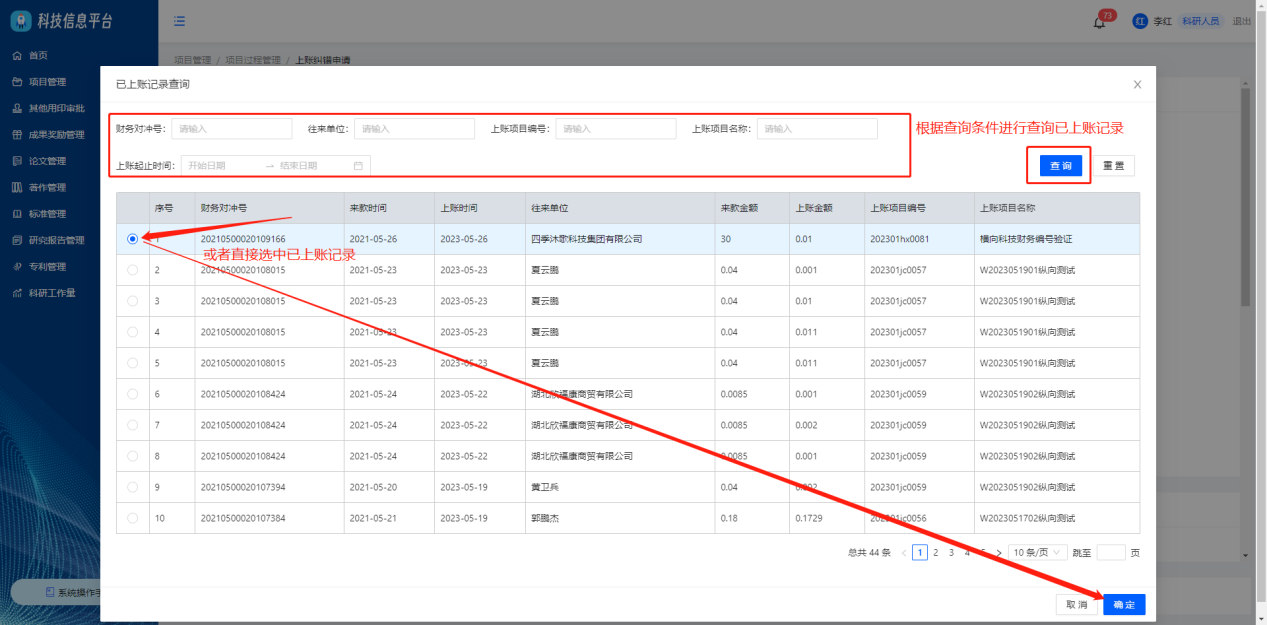 科技信息平台
73
红 李红 科研人员 退出
首页
项目管理
其他用印审批
成果奖励管理
论文管理
著作管理
标准管理
研究报告管理
专利管理
科研工作量
系统操作手
项目管理 / 项目过程管理 / 上账纠错申请
已上账记录查询
财务对冲号: 请输入 往来单位: 请输入 上账项目编号: 请输入 上账项目名称: 请输入
根据查询条件进行查询已上账记录
上账起止时间: 开始日期 → 结束日期
查 询 重 置
序号 财务对冲号 来款时间 上账时间 往来单位 来款金额 上账金额 上账项目编号 上账项目名称
1 20210500020109166 2021-05-26 2023-05-26 四季沐歌科技集团有限公司 30 0.01 202301hx0081 横向科技财务编号验证
或者直接选中已上账记录
2 20210500020108015 2021-05-23 2023-05-23 夏云鹏 0.04 0.001 202301jc0057 W2023051901纵向测试
3 20210500020108015 2021-05-23 2023-05-23 夏云鹏 0.04 0.01 202301jc0057 W2023051901纵向测试
4 20210500020108015 2021-05-23 2023-05-23 夏云鹏 0.04 0.011 202301jc0057 W2023051901纵向测试
5 20210500020108015 2021-05-23 2023-05-23 夏云鹏 0.04 0.011 202301jc0057 W2023051901纵向测试
6 20210500020108424 2021-05-24 2023-05-22 湖北欣福康商贸有限公司 0.0085 0.001 202301jc0059 W2023051902纵向测试
7 20210500020108424 2021-05-24 2023-05-22 湖北欣福康商贸有限公司 0.0085 0.002 202301jc0059 W2023051902纵向测试
8 20210500020108424 2021-05-24 2023-05-22 湖北欣福康商贸有限公司 0.0085 0.001 202301jc0059 W2023051902纵向测试
9 20210500020107394 2021-05-20 2023-05-19 黄卫兵 0.04 0.002 202301jc0059 W2023051902纵向测试
10 20210500020107384 2021-05-21 2023-05-19 郭鹏杰 0.18 0.1729 202301jc0056 W2023051702纵向测试
总共 44 条 < 1 2 3 4 5 > 10 条/页 跳至 页
取 消 确 定